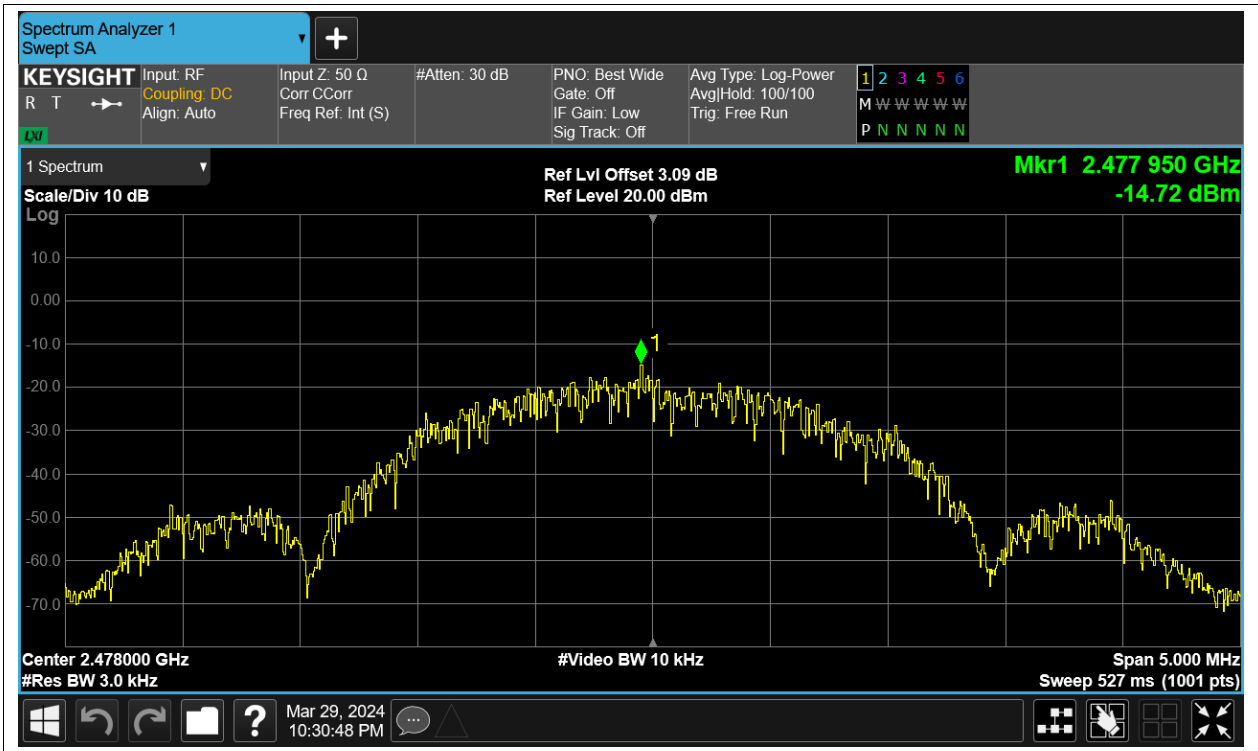 Spectrum Analyzer 1
Swept SA
KEYSIGHT
R T
LXI
Input: RF
Coupling: DC
Align: Auto
Input Z: 50 Ω
Corr CCorr
Freq Ref: Int (S)
#Atten: 30 dB
PNO: Best Wide
Gate: Off
IF Gain: Low
Sig Track: Off
Avg Type: Log-Power
Avg|Hold: 100/100
Trig: Free Run
1 2 3 4 5 6
M W W W W W
P N N N N N
1 Spectrum
Scale/Div 10 dB
Ref Lvl Offset 3.09 dB
Ref Level 20.00 dBm
Mkr1 2.477 950 GHz
-14.72 dBm
Log
10.0
0.00
-10.0
-20.0
-30.0
-40.0
-50.0
-60.0
-70.0
1
Center 2.478000 GHz
#Video BW 10 kHz
Span 5.000 MHz
#Res BW 3.0 kHz
Sweep 527 ms (1001 pts)
?
Mar 29, 2024
10:30:48 PM